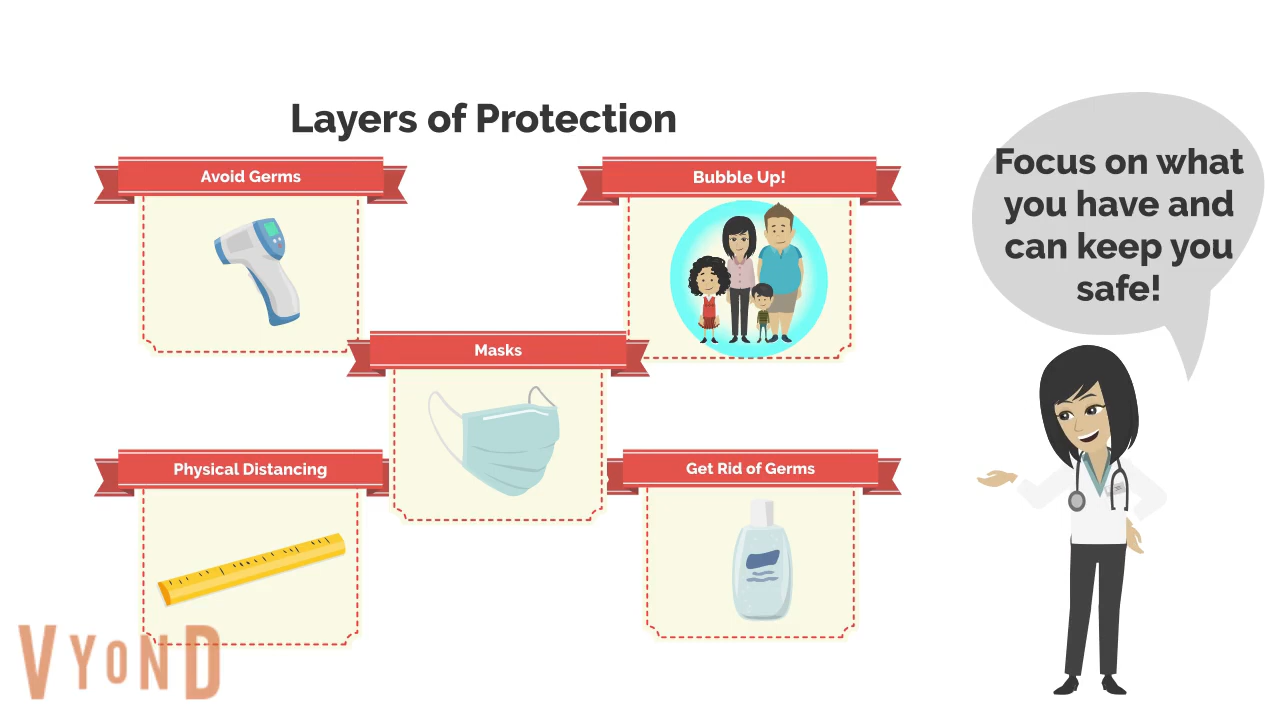 Layers of Protection
Avoid Germs
Bubble Up!
Masks
Physical Distancing
Get Rid of Germs
Focus on what
you have and
can keep you
safe!
VYOND